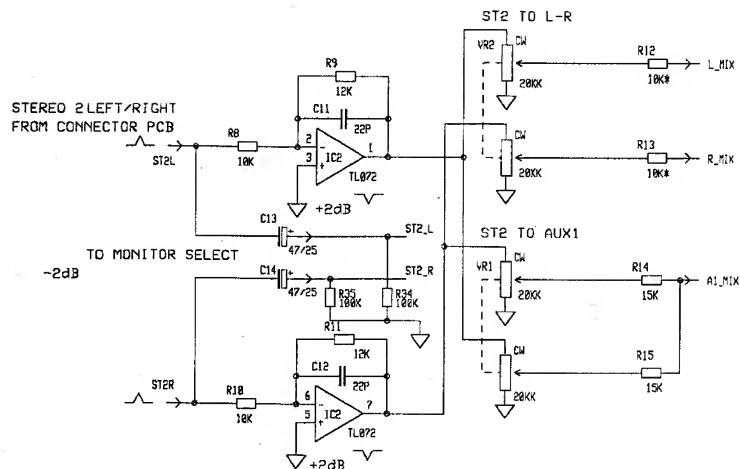 ST2 TO L-R
VR2
CW
20KK
R12
10K*
L_MIX
R9
12K
C11
22P
STEREO 2LEFT/RIGHT
FROM CONNECTOR PCB
ST2L
R8
10K
2
-
3
+
IC2
1
TL072
+2dB
CW
20KK
R13
10K*
R_MIX
C13
+
47/25
ST2_L
TO MONITOR SELECT
-2dB
C14
+
47/25
ST2_R
R35
100K
R34
100K
ST2 TO AUX1
CW
VR1
20KK
R14
15K
A1_MIX
R11
12K
C12
22P
CW
20KK
R15
15K
ST2R
R10
10K
6
-
5
+
IC2
7
TL072
+2dB